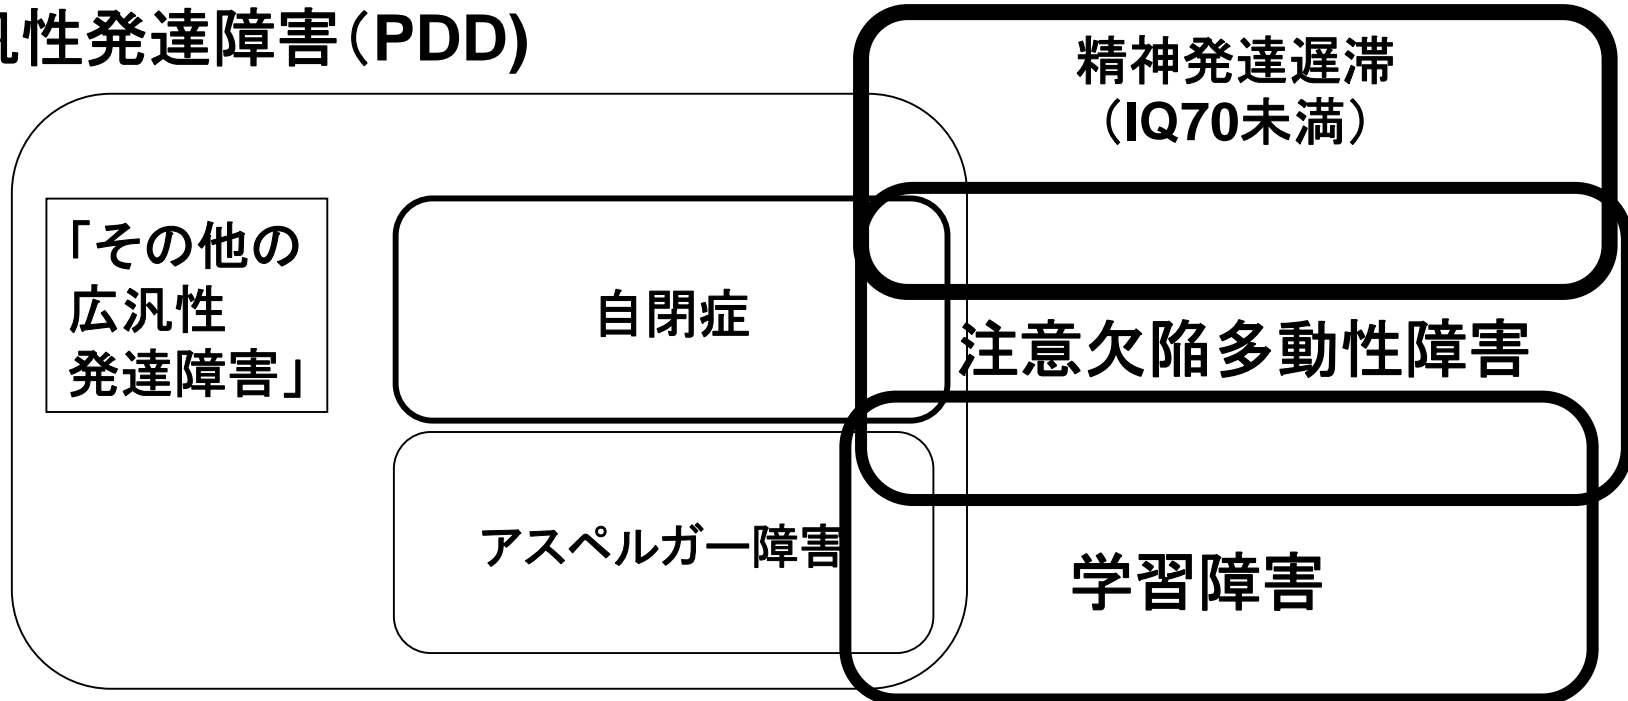 汎性発達障害（PDD)
精神発達遅滞
（IQ70未満）
「その他の
広汎性
発達障害」
自閉症
注意欠陥多動性障害
アスペルガー障害
学習障害